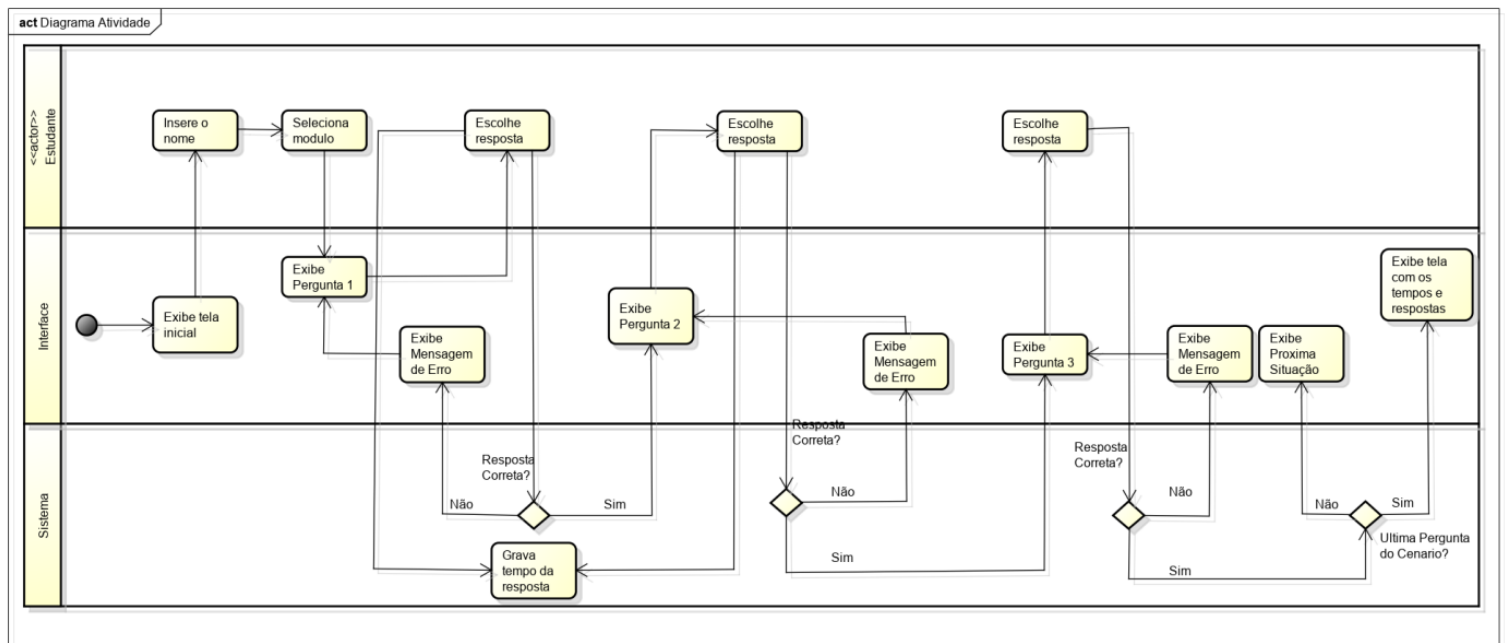 act Diagrama Atividade
<<actor>>
Estudante
Insere o
nome
Seleciona
modulo
Escolhe
resposta
Escolhe
resposta
Escolhe
resposta
Interface
Exibe tela
inicial
Exibe
Pergunta 1
Exibe
Mensagem
de Erro
Exibe
Pergunta 2
Exibe
Mensagem
de Erro
Exibe
Pergunta 3
Exibe
Mensagem
de Erro
Exibe
Proxima
Situação
Exibe tela
com os
tempos e
respostas
Sistema
Resposta
Correta?
Não
Sim
Grava
tempo da
resposta
Resposta
Correta?
Não
Sim
Resposta
Correta?
Não
Sim
Não
Sim
Ultima Pergunta
do Cenario?